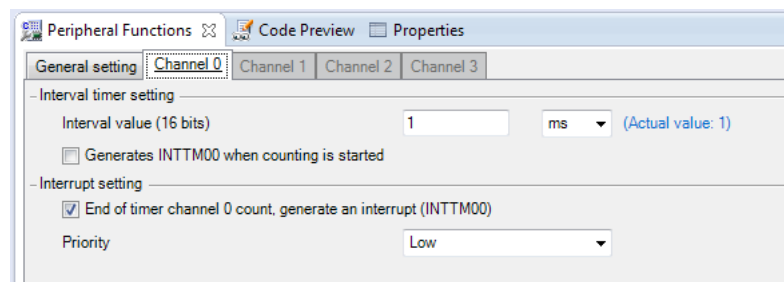 Peripheral Functions Code Preview Properties
General setting Channel 0 Channel 1 Channel 2 Channel 3
Interval timer setting
Interval value (16 bits) 1 ms (Actual value: 1)
Generates INTTM00 when counting is started
Interrupt setting
End of timer channel 0 count, generate an interrupt (INTTM00)
Priority Low